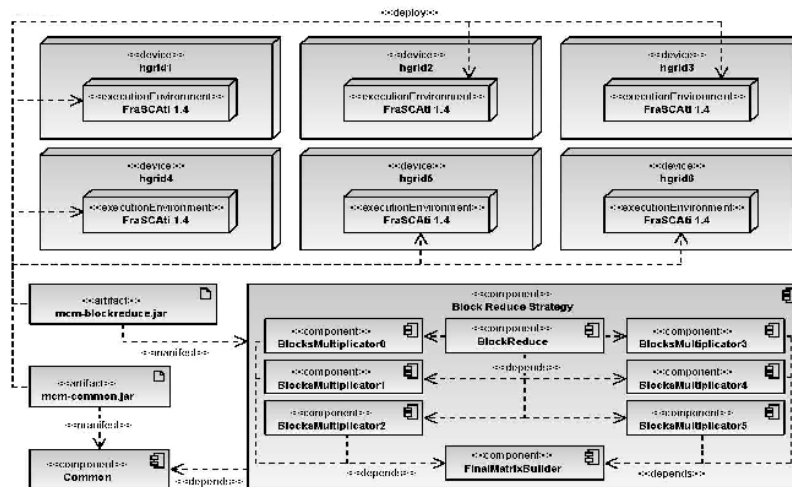 <<deploy>>
<<device>>
hgrid1
<<executionEnvironment>>
FraSCAti 1.4
<<device>>
hgrid2
<<executionEnvironment>>
FraSCAti 1.4
<<device>>
hgrid3
<<executionEnvironment>>
FraSCAti 1.4
<<device>>
hgrid4
<<executionEnvironment>>
FraSCAti 1.4
<<device>>
hgrid5
<<executionEnvironment>>
FraSCAti 1.4
<<device>>
hgrid6
<<executionEnvironment>>
FraSCAti 1.4
<<artifact>>
mcm-blockreduce.jar
<<manifest>>
<<artifact>>
mcm-common.jar
<<manifest>>
<<component>>
Common
<<depends>>
<<component>>
Block Reduce Strategy
<<component>>
BlocksMultiplicator0
<<component>>
BlockReduce
<<component>>
BlocksMultiplicator3
<<depends>>
<<component>>
BlocksMultiplicator1
<<component>>
BlocksMultiplicator4
<<component>>
BlocksMultiplicator2
<<component>>
BlocksMultiplicator5
<<component>>
FinalMatrixBuilder
<<depends>>
<<depends>>